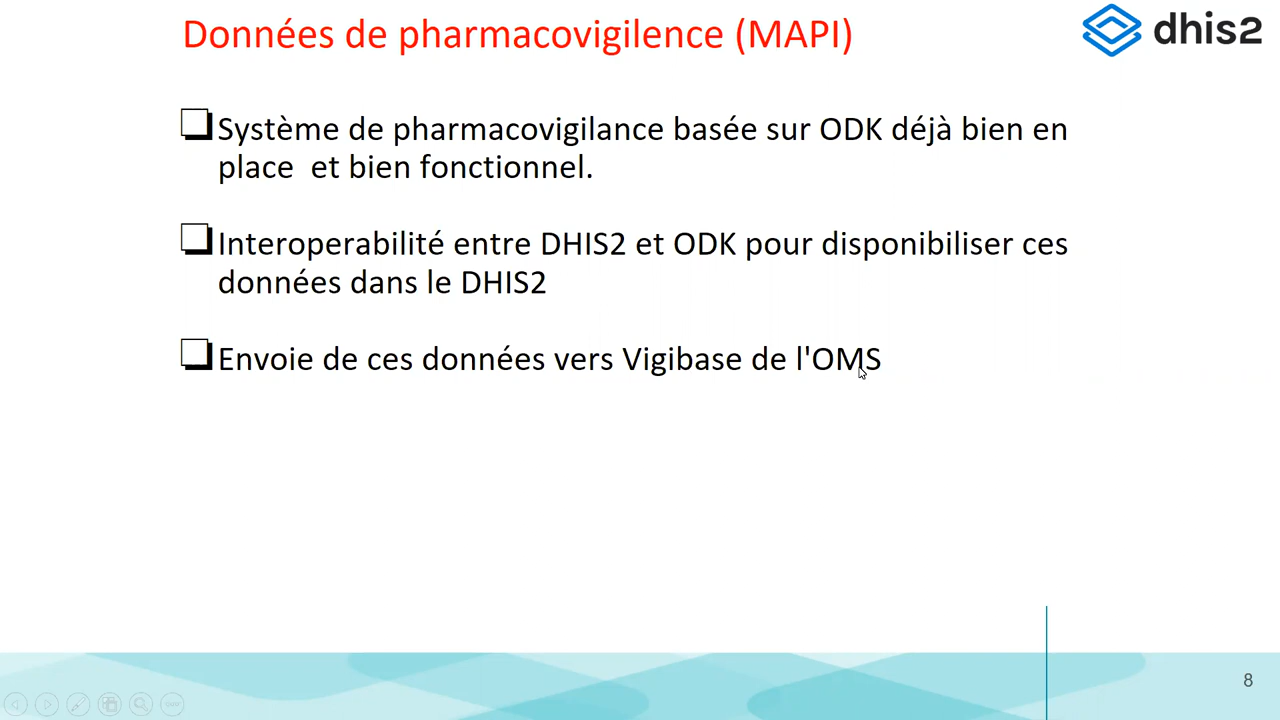 Données de pharmacovigilence (MAPI)
dhis2
Système de pharmacovigilance basée sur ODK déjà bien en
place et bien fonctionnel.
Interoperabilité entre DHIS2 et ODK pour disponibiliser ces
données dans le DHIS2
Envoie de ces données vers Vigibase de l'OMS
8